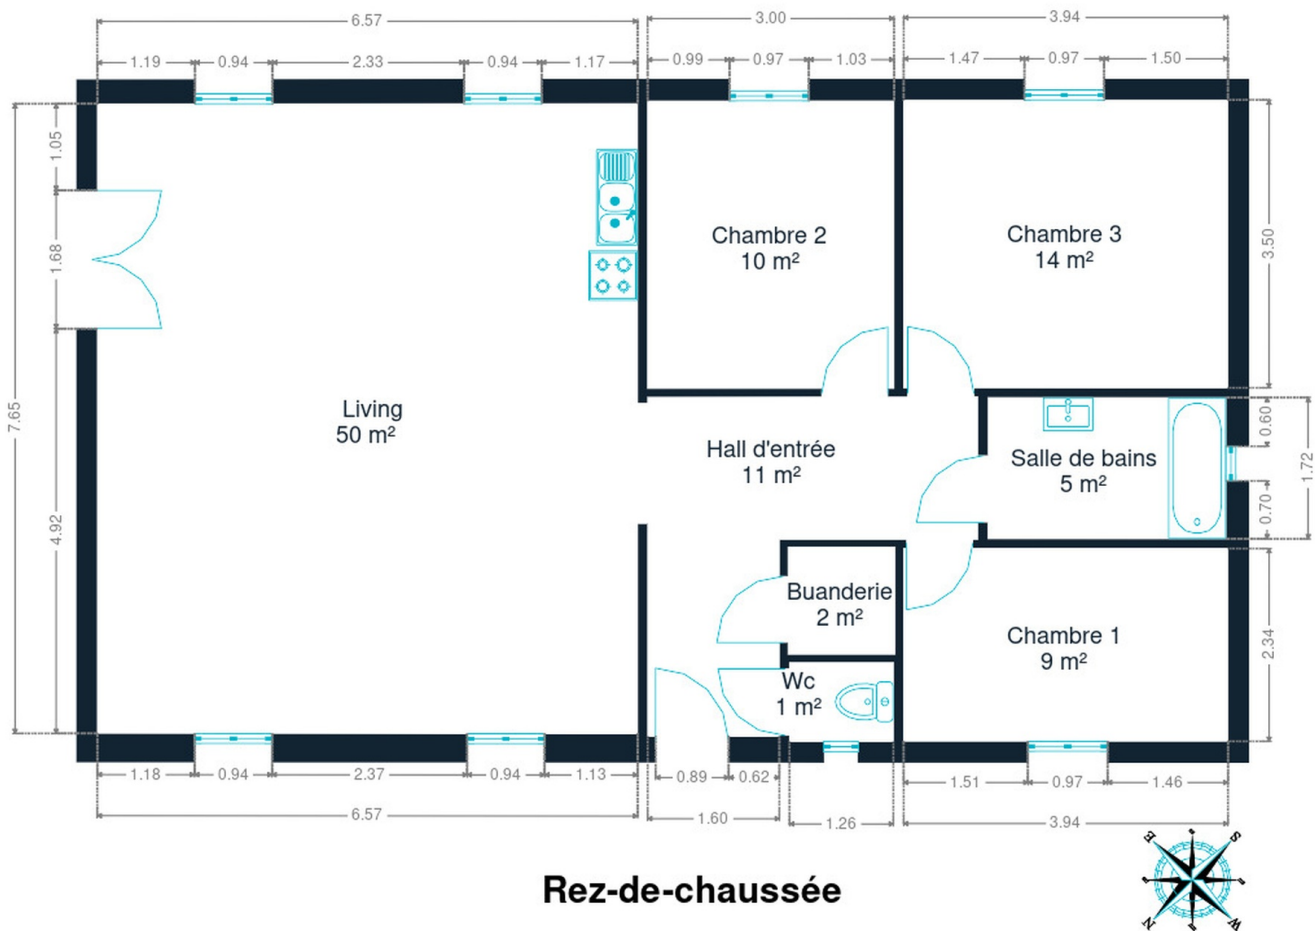 6.57
3.00
3.94
1.19
0.94
2.33
0.94
1.17
0.99
0.97
1.03
1.47
0.97
1.50
1.05
1.68
4.92
7.65
Chambre 2
10 m²
Chambre 3
14 m²
3.50
Living
50 m²
Hall d'entrée
11 m²
Salle de bains
5 m²
0.60
0.70
1.72
Buanderie
2 m²
Chambre 1
9 m²
2.34
Wc
1 m²
1.18
0.94
2.37
0.94
1.13
0.89
0.62
1.51
0.97
1.46
6.57
1.60
1.26
3.94
E
S
N
W
Rez-de-chaussée